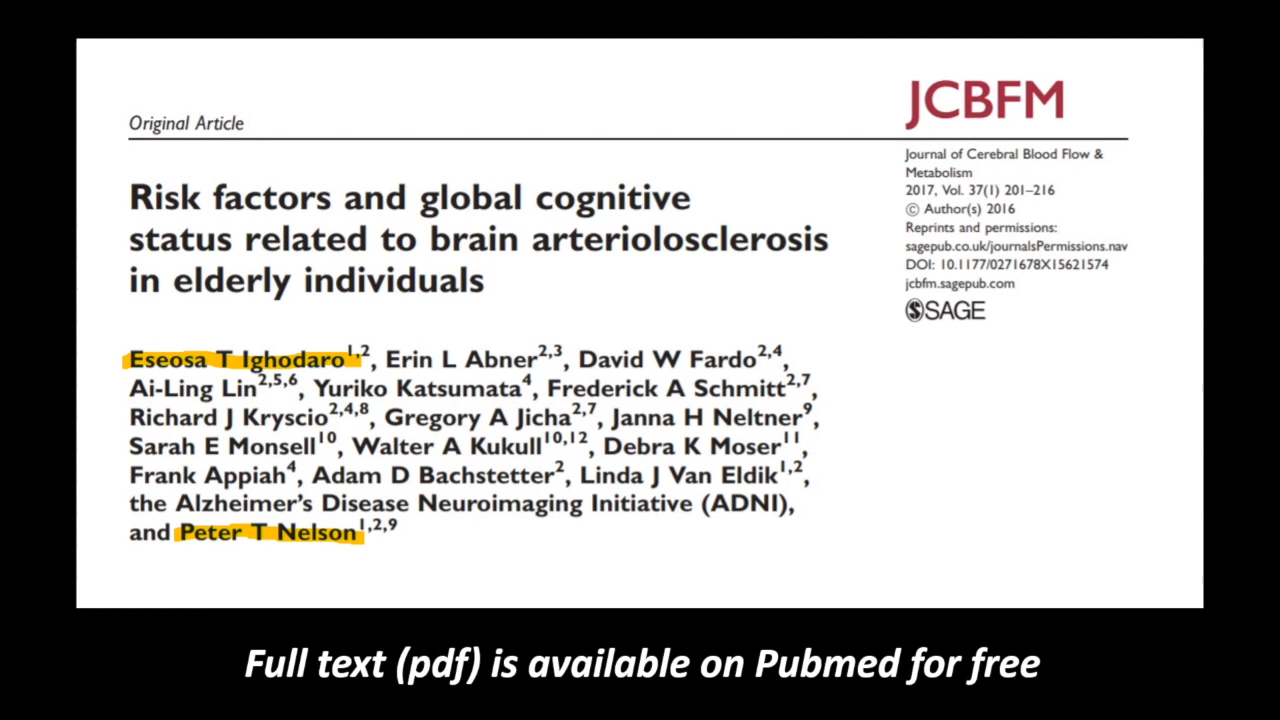 Original Article
JCBFM
Journal of Cerebral Blood Flow &
Metabolism
2017, Vol. 37(1) 201–216
© Author(s) 2016
Reprints and permissions:
sagepub.co.uk/journalsPermissions.nav
DOI: 10.1177/0271678X15621574
jcbfm.sagepub.com
SAGE
Risk factors and global cognitive
status related to brain arteriolosclerosis
in elderly individuals
Eseosa T Ighodaro1,2, Erin L Abner2,3, David W Fardo2,4,
Ai-Ling Lin2,5,6, Yuriko Katsumata4, Frederick A Schmitt2,7,
Richard J Kryscio2,4,8, Gregory A Jicha2,7, Janna H Neltner9,
Sarah E Monsell10, Walter A Kukull10,12, Debra K Moser11,
Frank Appiah4, Adam D Bachstetter2, Linda J Van Eldik1,2,
the Alzheimer’s Disease Neuroimaging Initiative (ADNI),
and Peter T Nelson1,2,9
Full text (pdf) is available on Pubmed for free